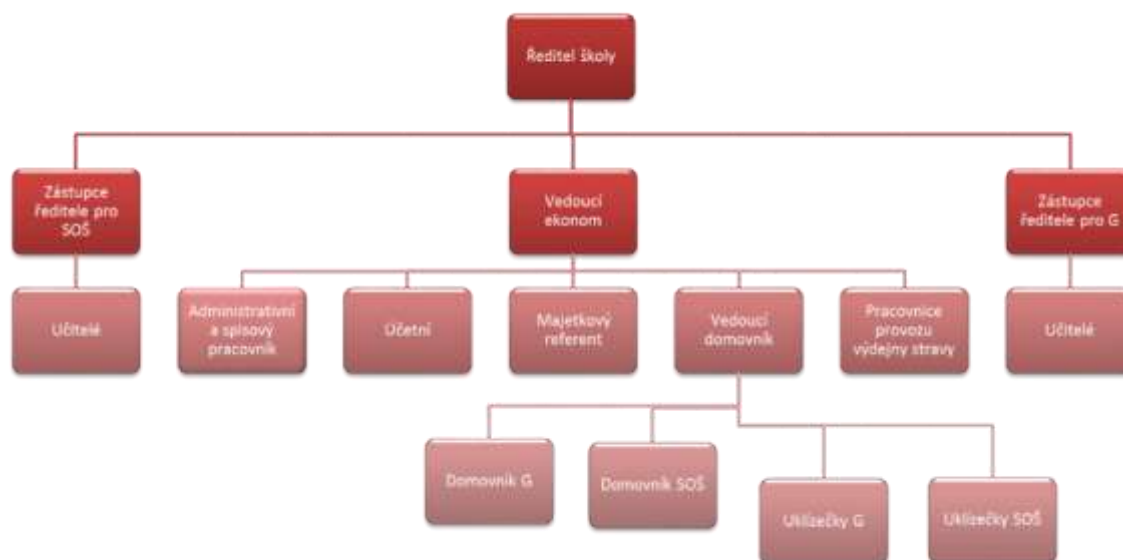 Ředitel školy
Zástupce
ředitele pro
SOŠ
Vedoucí
ekonom
Zástupce
ředitele pro G
Učitelé
Administrativní
a spisový
pracovník
Účetní
Majetkový
referent
Vedoucí
domovník
Pracovnice
provozu
výdejny stravy
Učitelé
Domovník G
Domovník SOŠ
Uklízečky G
Uklízečky SOŠ